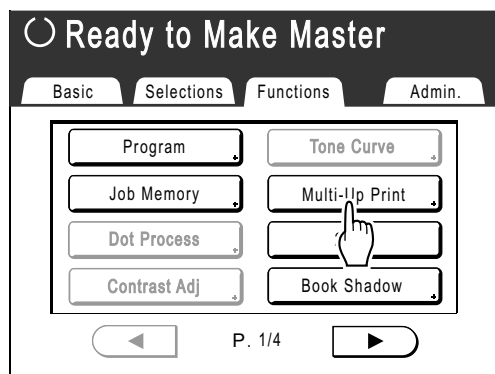 Ready to Make Master
Basic Selections Functions Admin.
Program Tone Curve
Job Memory Multi-Up Print
Dot Process
Contrast Adj Book Shadow
P. 1/4